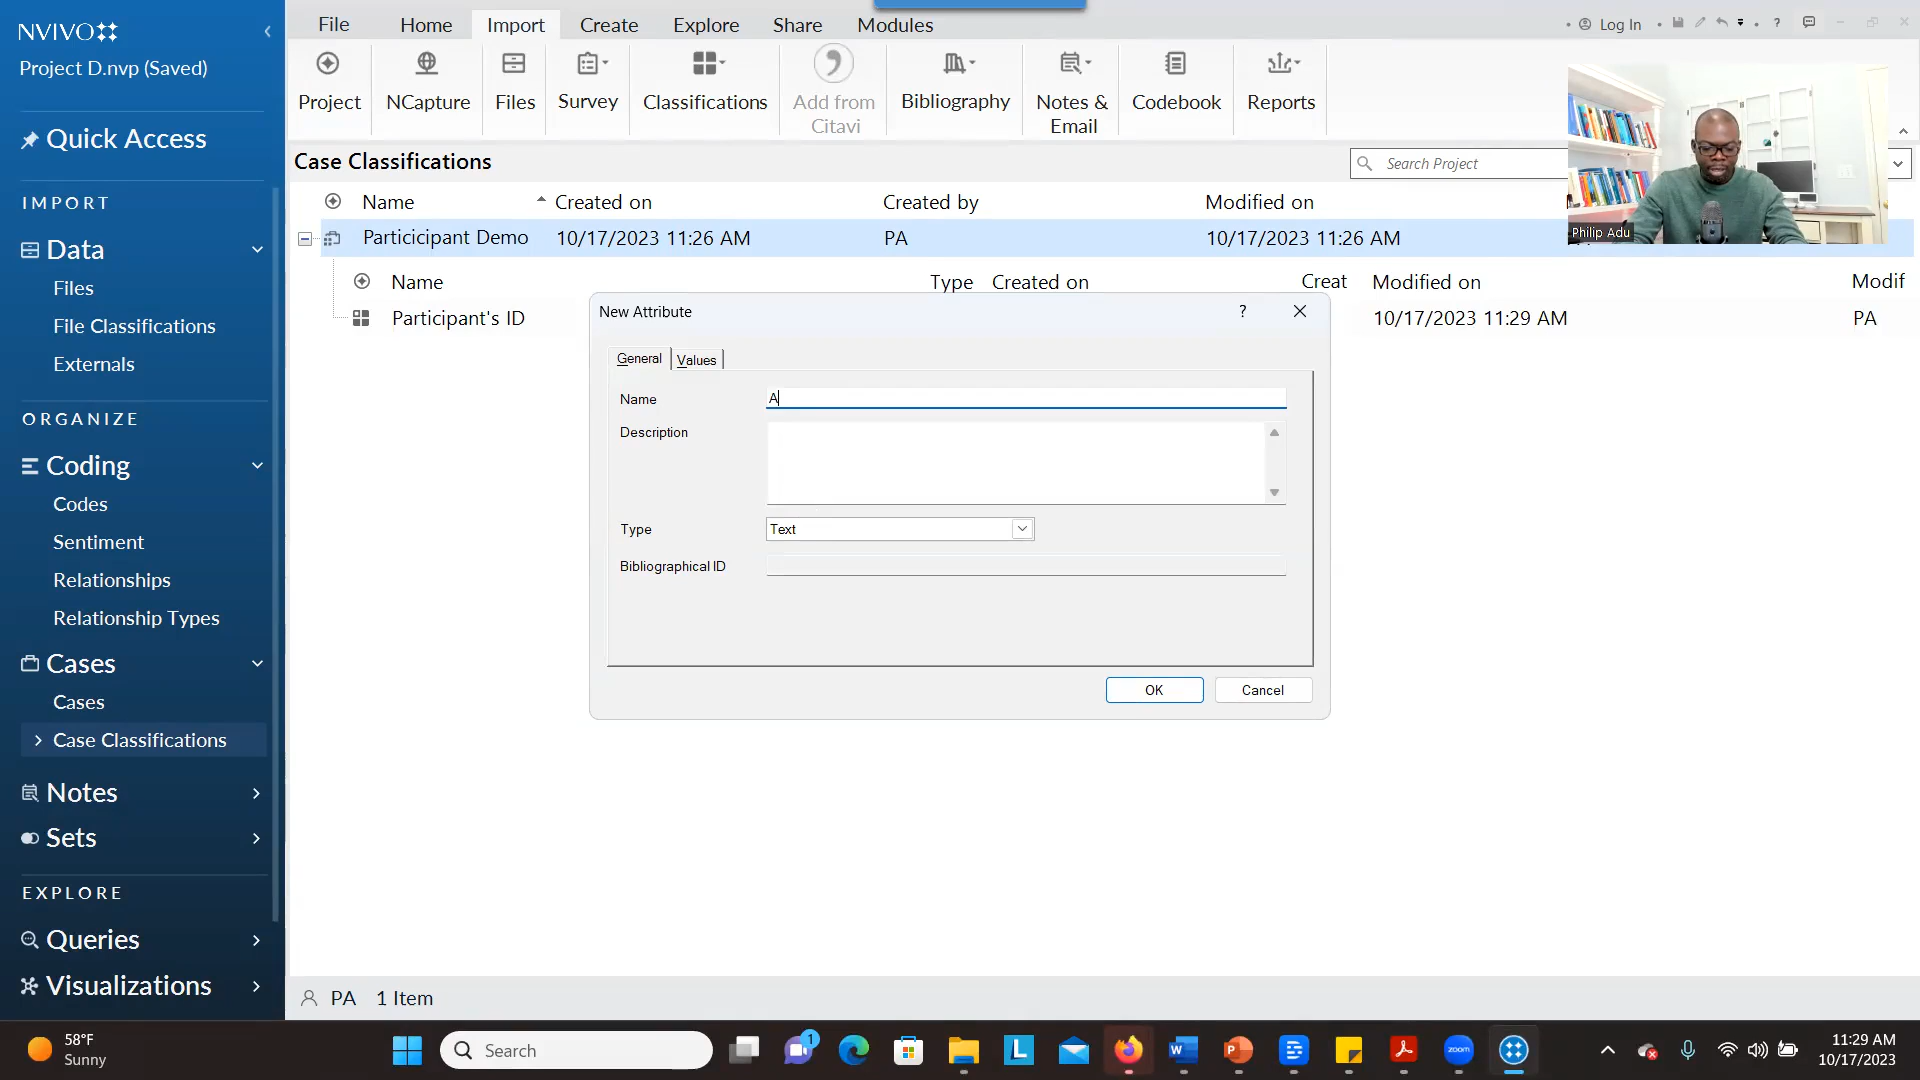 NVIVO
Project D.nvp (Saved)
Quick Access
IMPORT
Data
Files
File Classifications
Externals
ORGANIZE
Coding
Codes
Sentiment
Relationships
Relationship Types
Cases
Cases
Case Classifications
Notes
Sets
EXPLORE
Queries
Visualizations
File Home Import Create Explore Share Modules
Log In
Project NCapture Files Survey Classifications Add from Citavi Bibliography Notes & Email Codebook Reports
Case Classifications
Search Project
Name Created on Created by Modified on
Particicipant Demo 10/17/2023 11:26 AM PA 10/17/2023 11:26 AM
Name Type Created on Creat Modified on Modif
Participant's ID 10/17/2023 11:29 AM PA
Philip Adu
New Attribute
General Values
Name A
Description
Type Text
Bibliographical ID
OK Cancel
PA 1 Item
58°F
Sunny
Search
1
zoom
11:29 AM
10/17/2023